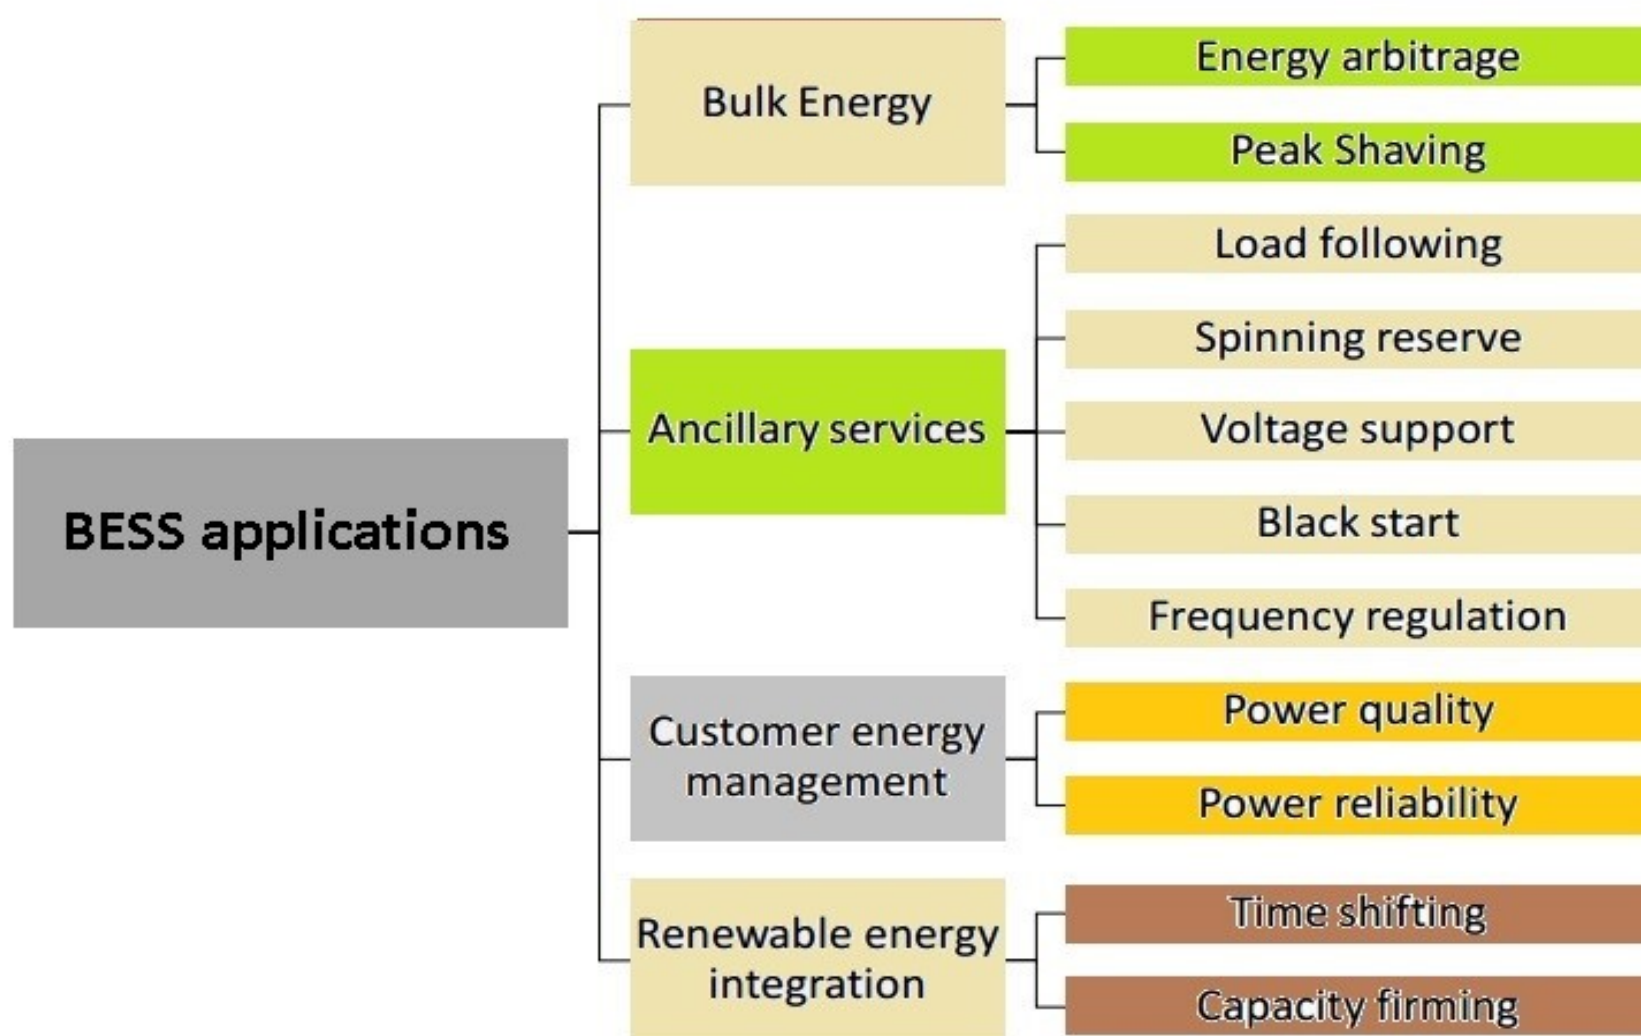 BESS applications
Bulk Energy
Energy arbitrage
Peak Shaving
Ancillary services
Load following
Spinning reserve
Voltage support
Black start
Frequency regulation
Customer energy
management
Power quality
Power reliability
Renewable energy
integration
Time shifting
Capacity firming